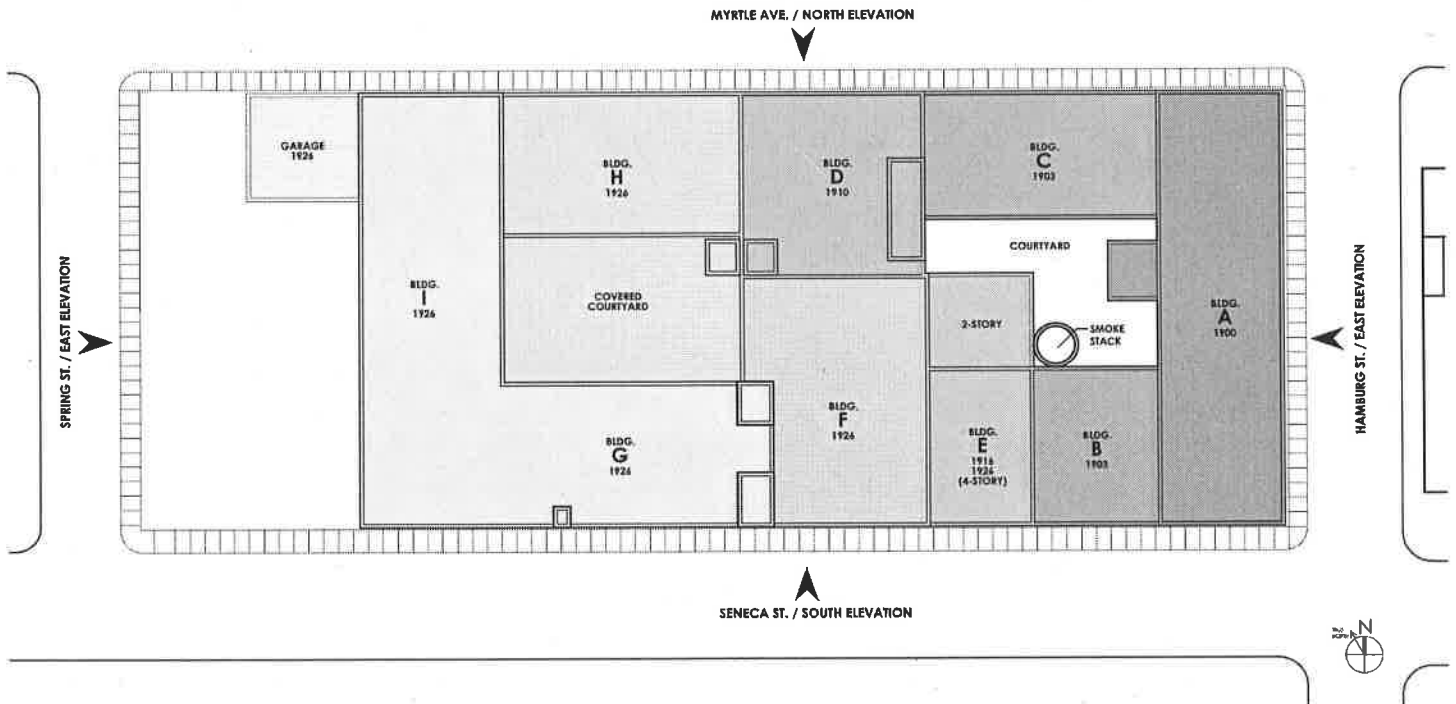 MYRTLE AVE. / NORTH ELEVATION
GARAGE
1926
BLDG.
H
1926
BLDG.
D
1910
BLDG.
C
1903
COURTYARD
SPRING ST. / EAST ELEVATION
BLDG.
I
1926
COVERED
COURTYARD
2-STORY
SMOKE
STACK
BLDG.
A
1900
HAMBURG ST. / EAST ELEVATION
BLDG.
G
1926
BLDG.
F
1926
BLDG.
E
1916
1926
(4-STORY)
BLDG.
B
1903
SENECA ST. / SOUTH ELEVATION
N